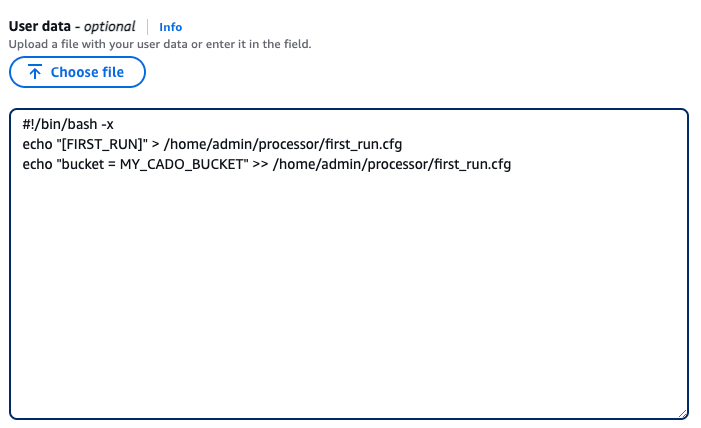 User data - optional Info
Upload a file with your user data or enter it in the field.
Choose file
#!/bin/bash -x
echo "[FIRST_RUN]" > /home/admin/processor/first_run.cfg
echo "bucket = MY_CADO_BUCKET" >> /home/admin/processor/first_run.cfg